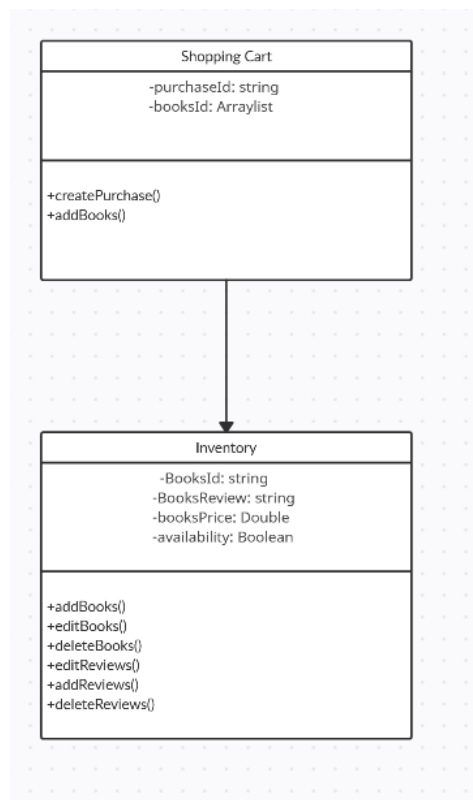 Shopping Cart
-purchaseId: string
-booksId: Arraylist
+createPurchase()
+addBooks()
Inventory
-BooksId: string
-BooksReview: string
-booksPrice: Double
-availability: Boolean
+addBooks()
+editBooks()
+deleteBooks()
+editReviews()
+addReviews()
+deleteReviews()